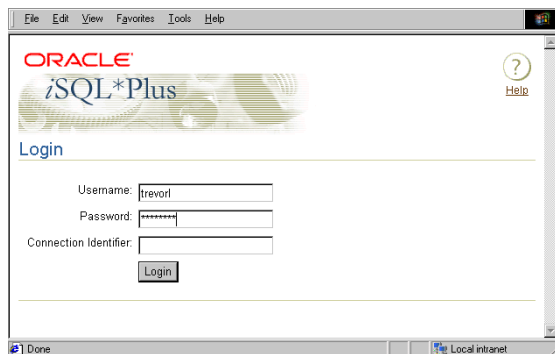 File Edit View Favorites Tools Help
ORACLE
iSQL*Plus
?
Help
Login
Username: trevorl
Password: ********
Connection Identifier:
Login
Done
Local intranet